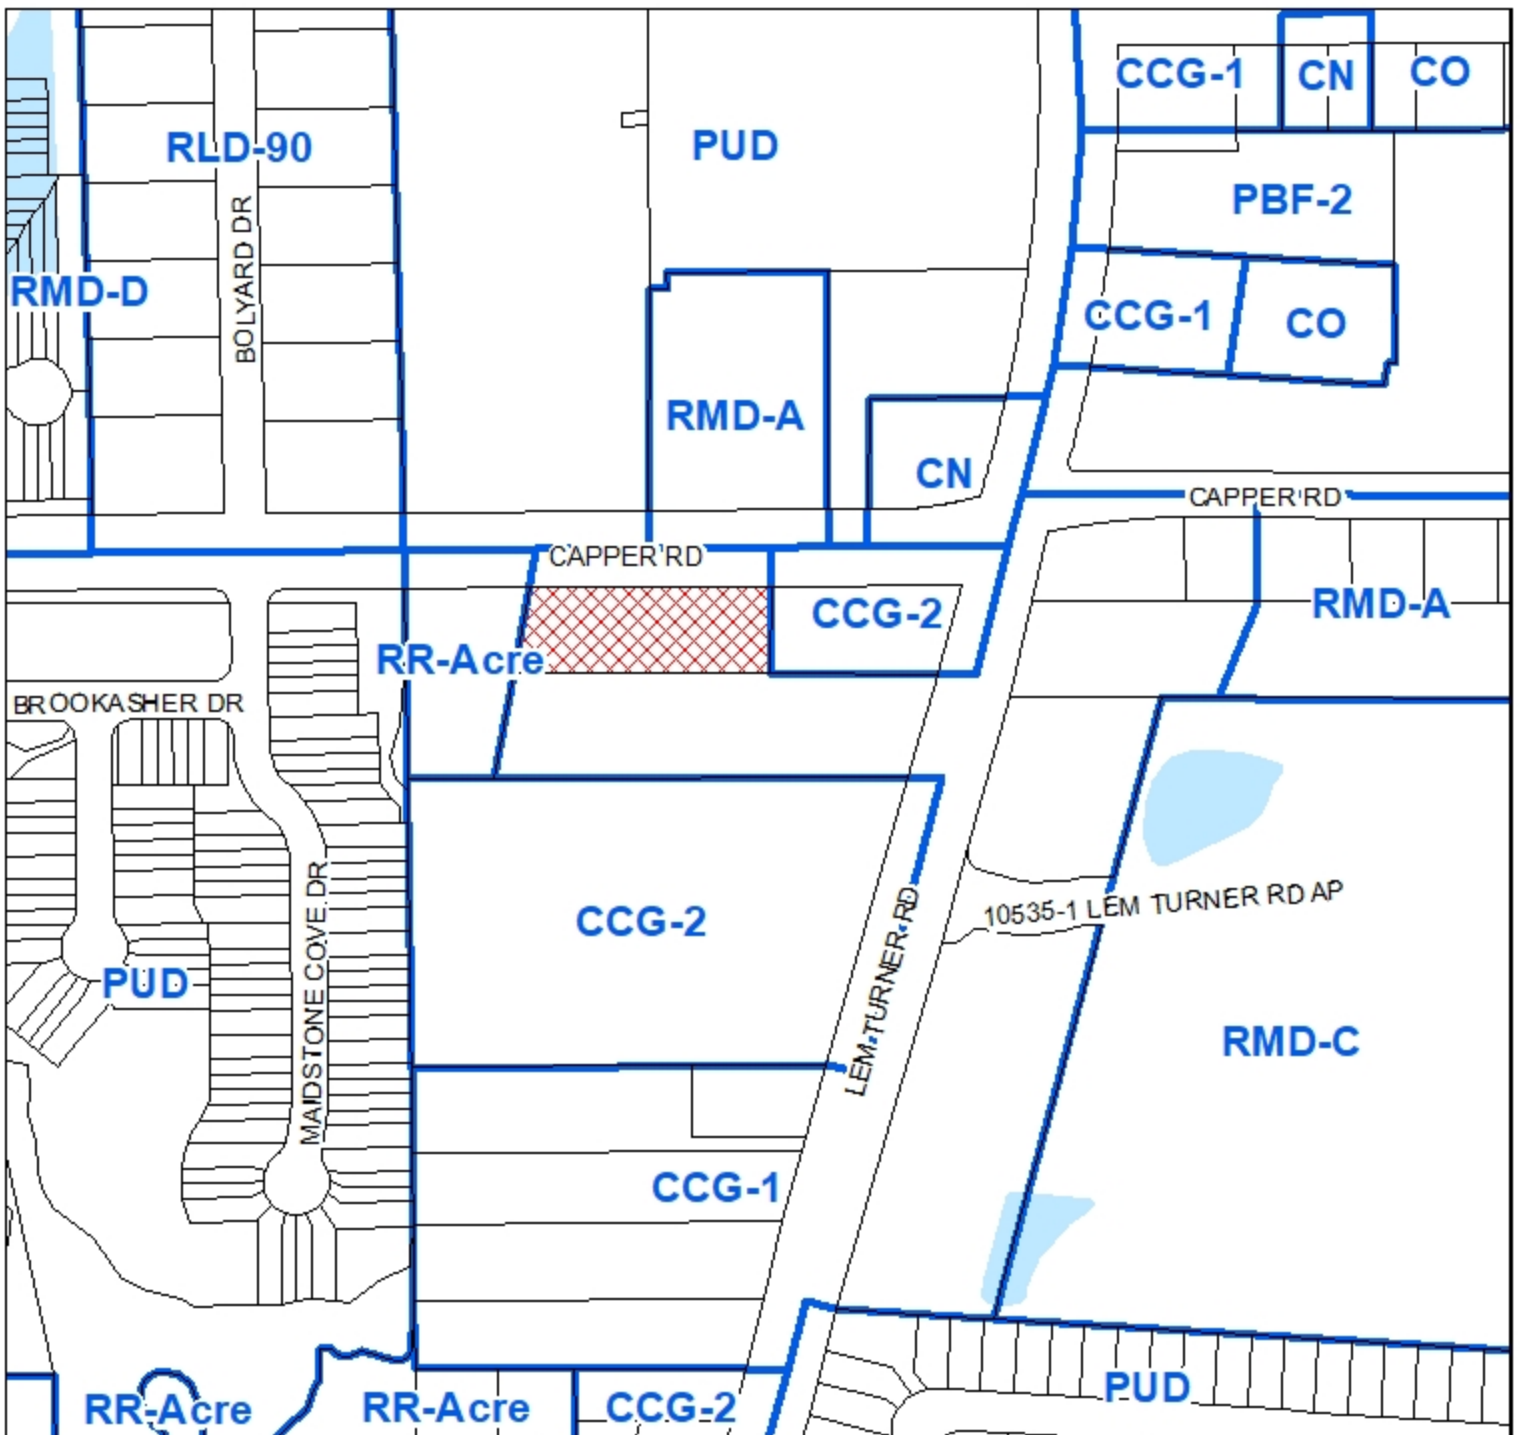 CCG-1
CN
CO
RLD-90
PUD
PBF-2
BOLYARD DR
RMD-D
CCG-1
CO
RMD-A
CN
CAPPER RD
CAPPER RD
CCG-2
RMD-A
RR-Acre
BROOKASHER DR
10535-1 LEM TURNER RD AP
CCG-2
LEM TURNER RD
MAIDSTONE COVE DR
PUD
RMD-C
CCG-1
PUD
RR-Acre
RR-Acre
CCG-2